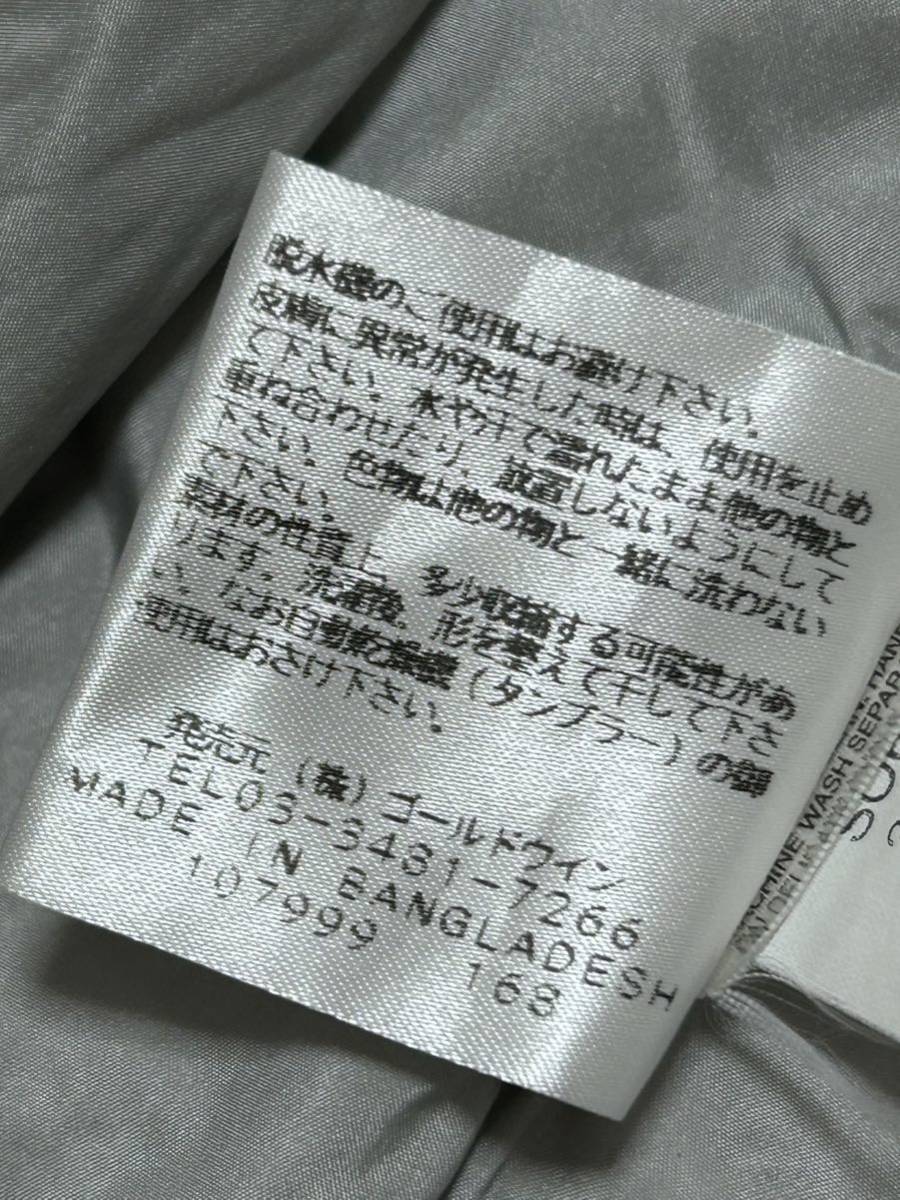 脱水機の、ご使用はお避け下さい。
皮膚に異常が発生した時は、使用を止め
て下さい。水や汗で濡れたまま他の物と
重ね合わせたり、放置しないようにして
下さい。色物は他の物と一緒に洗わない
で下さい。
素材の性質上、多少収縮する可能性があ
ります。洗濯後、形を整えて干して下さ
い。なお自動乾燥機(タンブラー)の御
使用はおさけ下さい。
発売元 (株)ゴールドウイン
TEL03-3481-7266
MADE IN BANGLADESH
107999 168
HINE WASH SEPAR